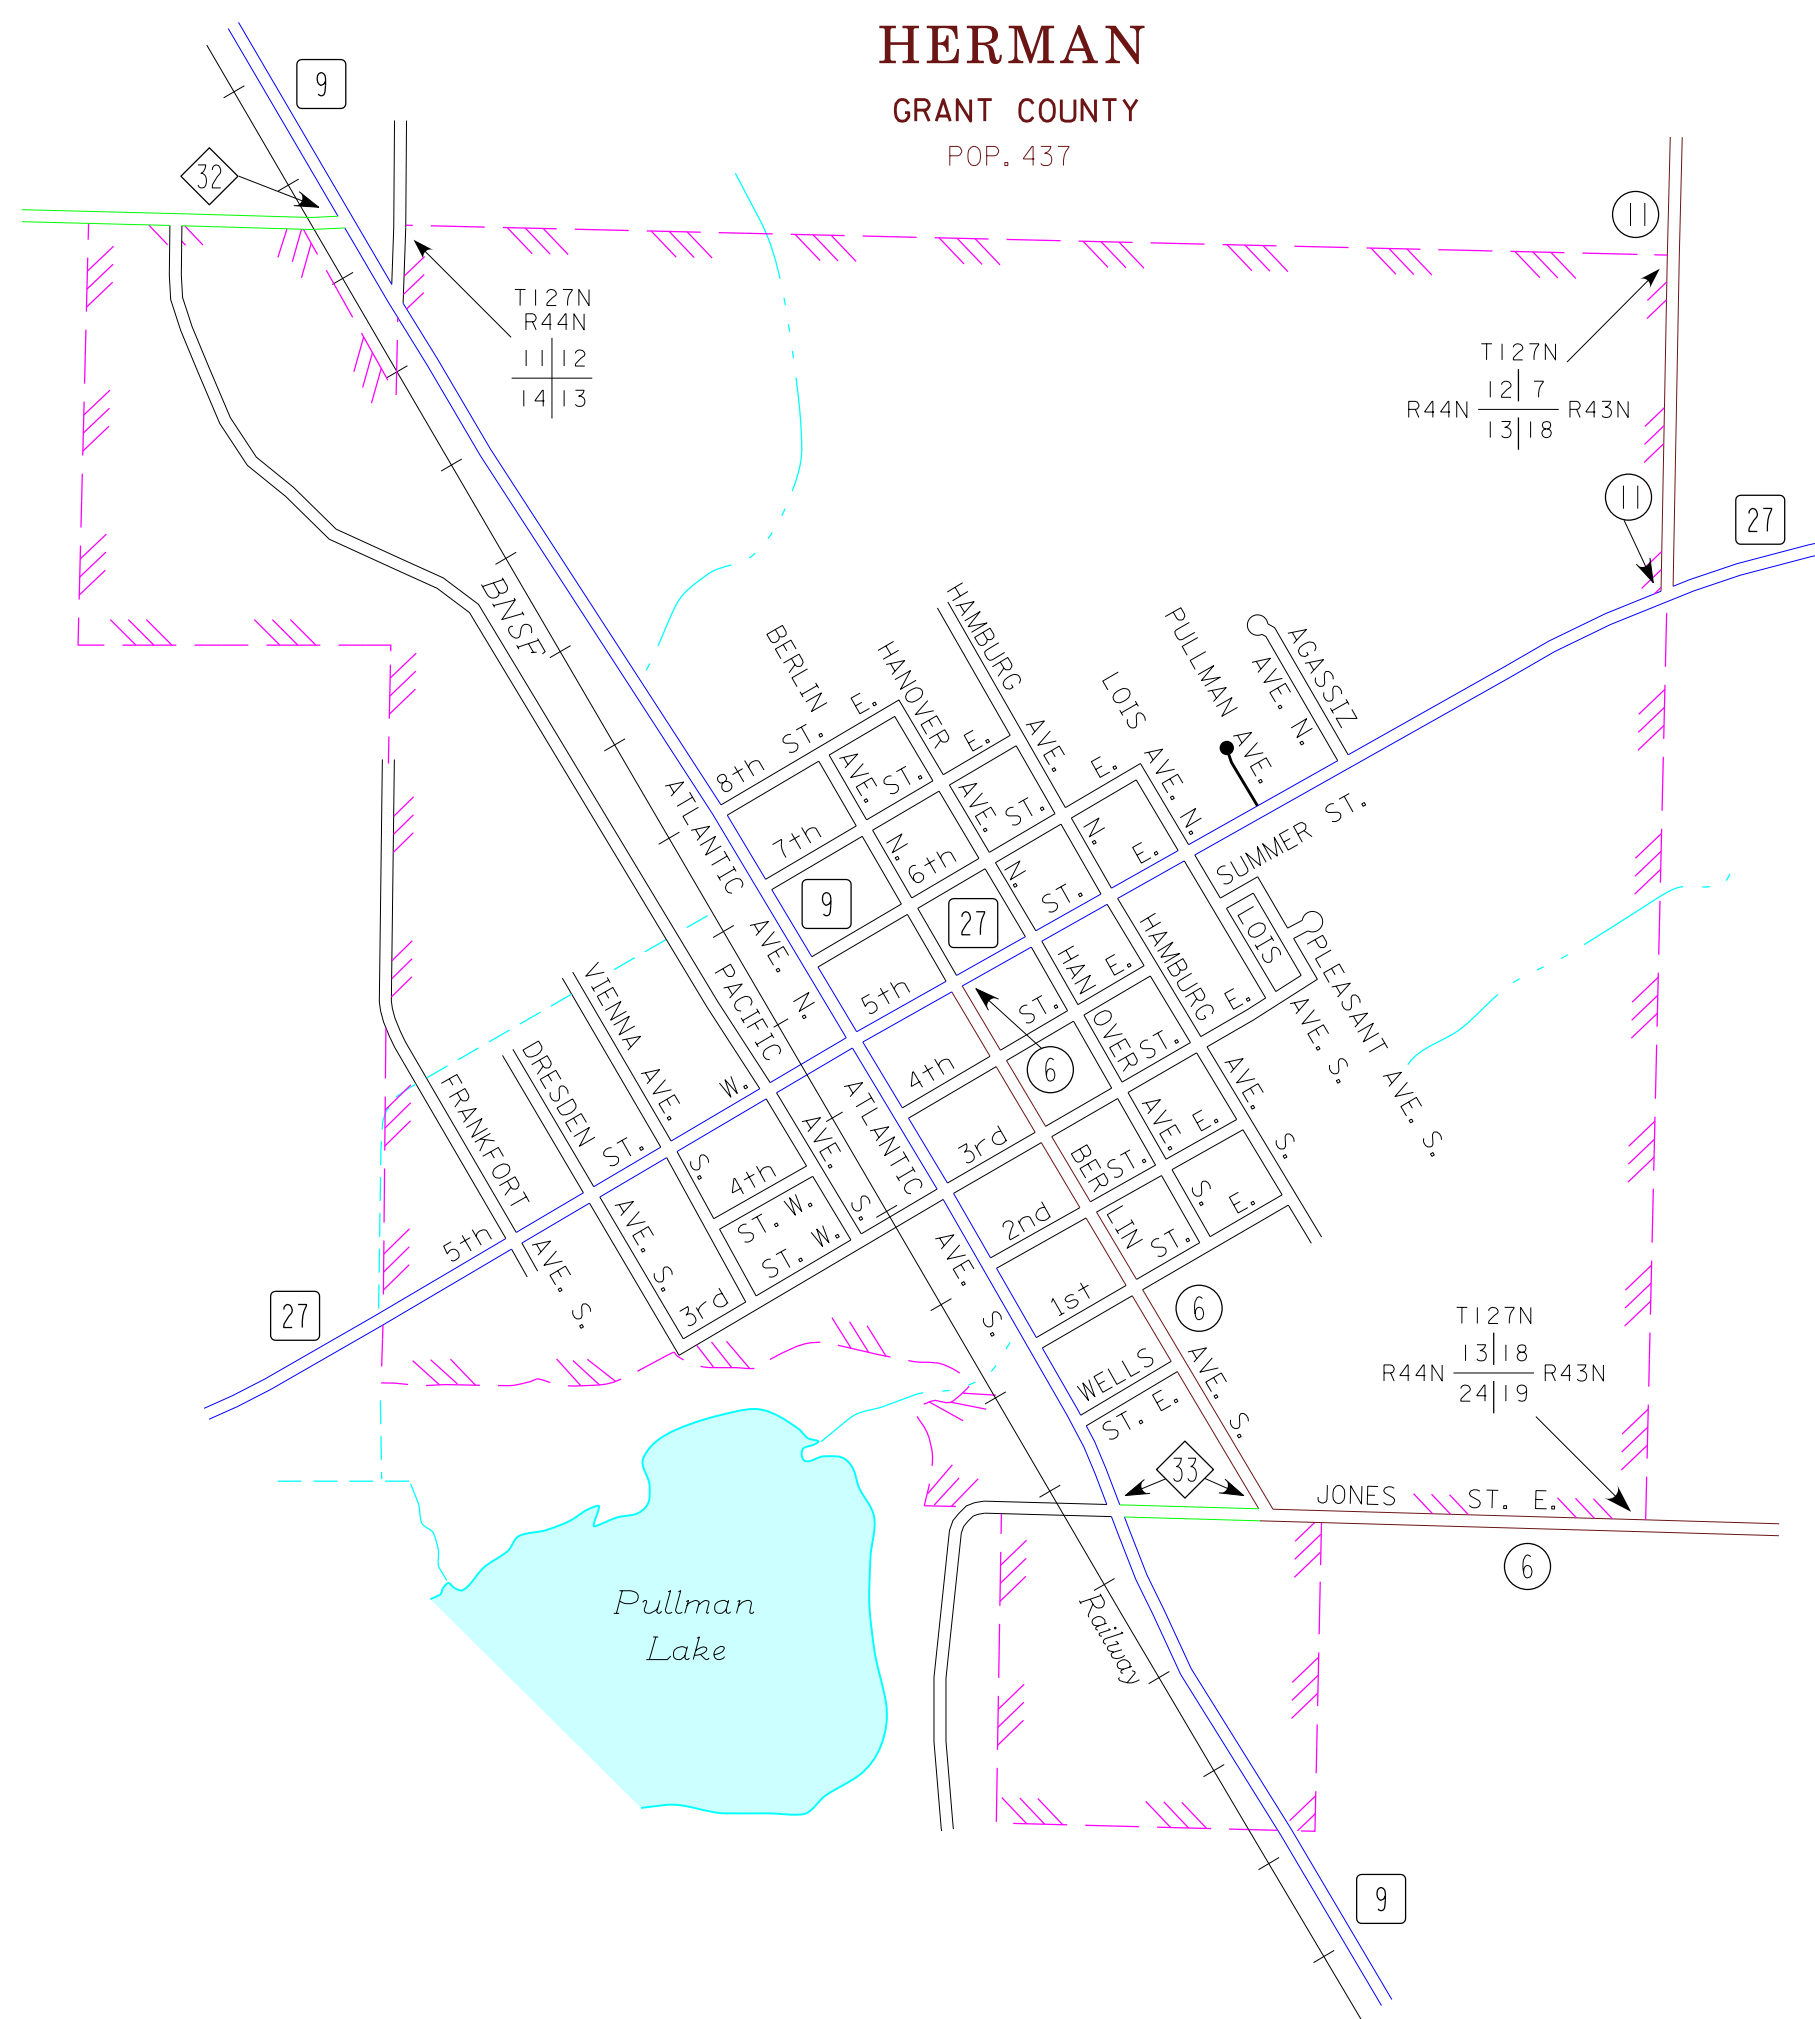 HERMAN
GRANT COUNTY
POP. 437
9
32
11
T127N
R44N
11 12
14 13
T127N
12 7
R44N R43N
13 18
11
27
BNSF
BERLIN AVE. N.
HANOVER AVE. N.
HAMBURG AVE. N.
LOIS AVE. N.
PULLMAN AVE.
AGASSIZ AVE. N.
8th ST. E.
7th ST. E.
6th ST. E.
5th ST. E.
SUMMER ST.
ATLANTIC AVE. N.
9
27
PACIFIC AVE. S.
VIENNA AVE. S.
DRESDEN AVE. S.
FRANKFORT AVE. S.
5th ST. W.
4th ST. W.
3rd ST. W.
27
ATLANTIC AVE. S.
4th ST. E.
3rd ST. E.
2nd ST. E.
1st ST. E.
WELLS ST. E.
6
HANOVER AVE. S.
HAMBURG AVE. S.
LOIS AVE. S.
PLEASANT AVE. S.
BERLIN AVE. S.
6
T127N
13 18
R44N R43N
24 19
33
JONES ST. E.
6
Pullman
Lake
Railway
9